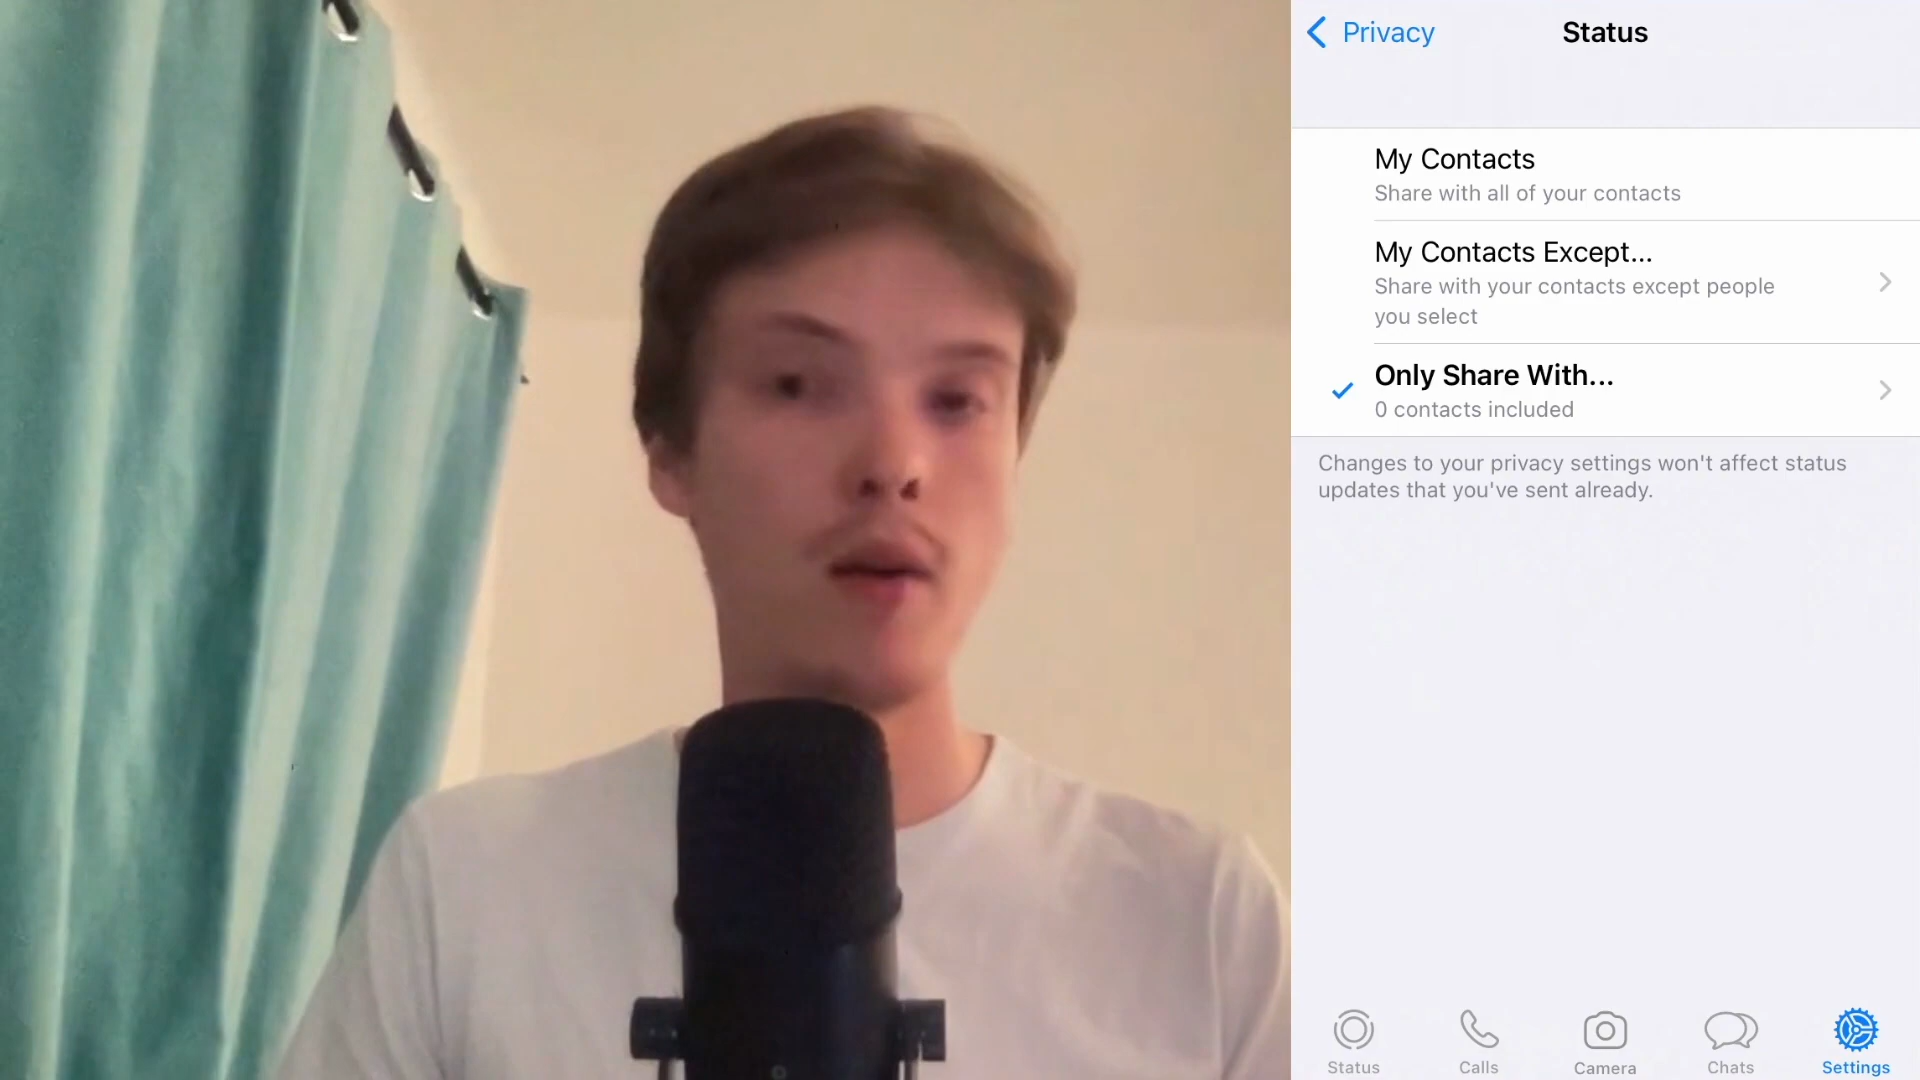 Privacy
Status
My Contacts
Share with all of your contacts
My Contacts Except...
Share with your contacts except people
you select
Only Share With...
0 contacts included
Changes to your privacy settings won't affect status
updates that you've sent already.
Status
Calls
Camera
Chats
Settings